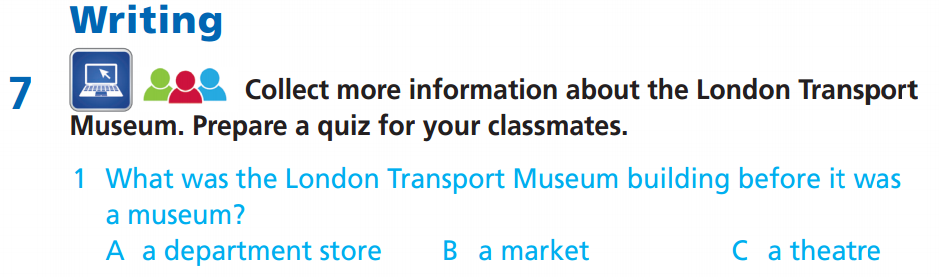 Writing
7 Collect more information about the London Transport
Museum. Prepare a quiz for your classmates.
1 What was the London Transport Museum building before it was
a museum?
A a department store B a market C a theatre